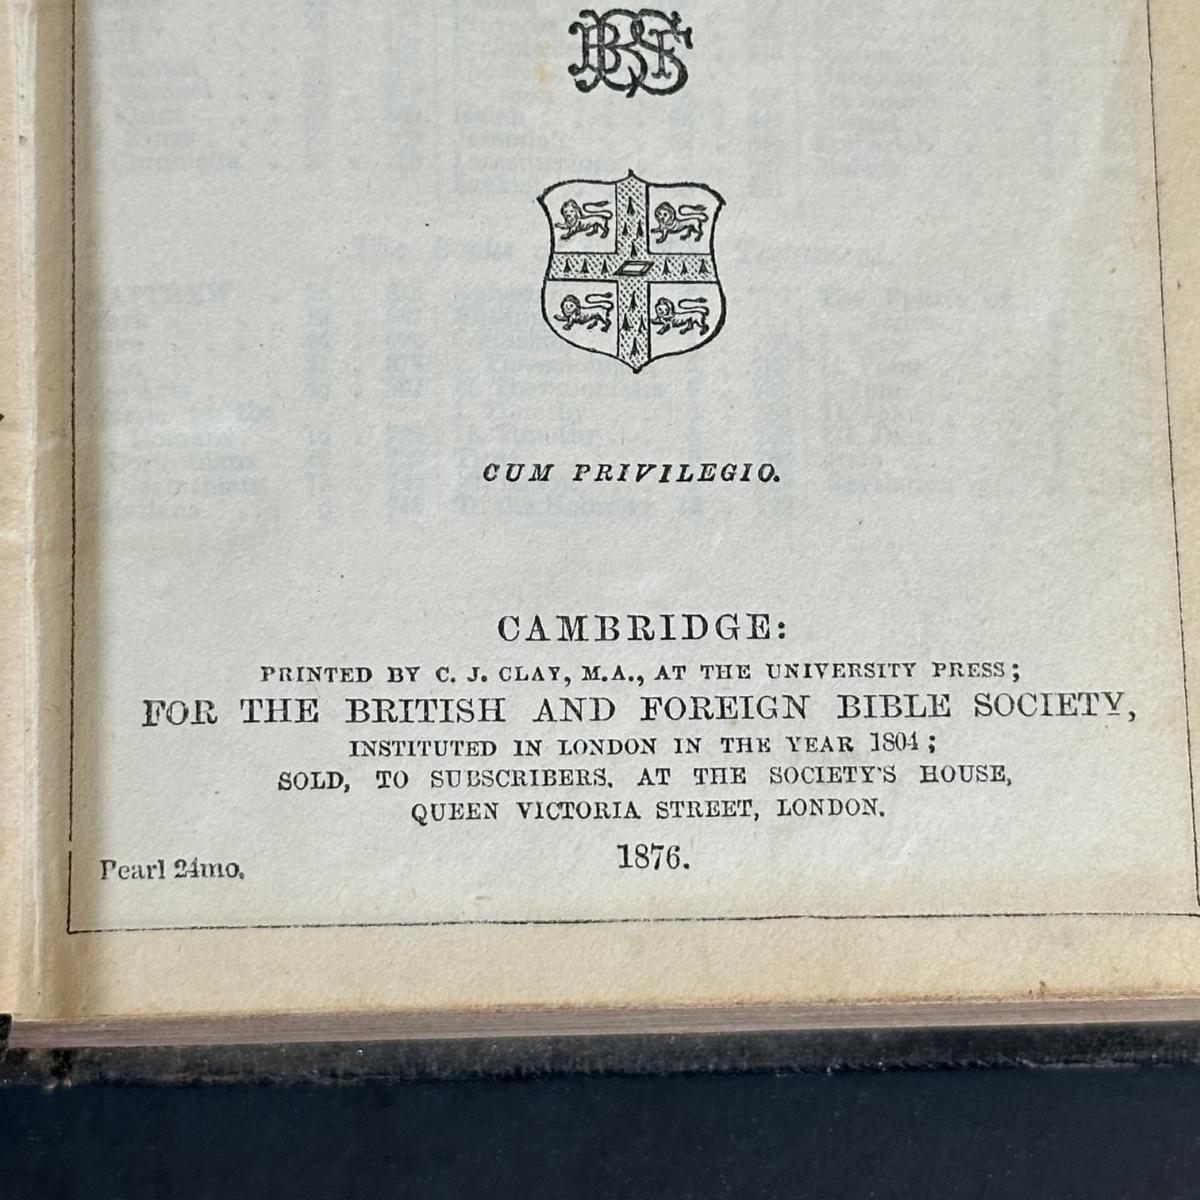 BFBS
CUM PRIVILEGIO.
CAMBRIDGE:
PRINTED BY C. J. CLAY, M.A., AT THE UNIVERSITY PRESS;
FOR THE BRITISH AND FOREIGN BIBLE SOCIETY,
INSTITUTED IN LONDON IN THE YEAR 1804;
SOLD, TO SUBSCRIBERS, AT THE SOCIETY'S HOUSE,
QUEEN VICTORIA STREET, LONDON.
1876.
Pearl 24mo.